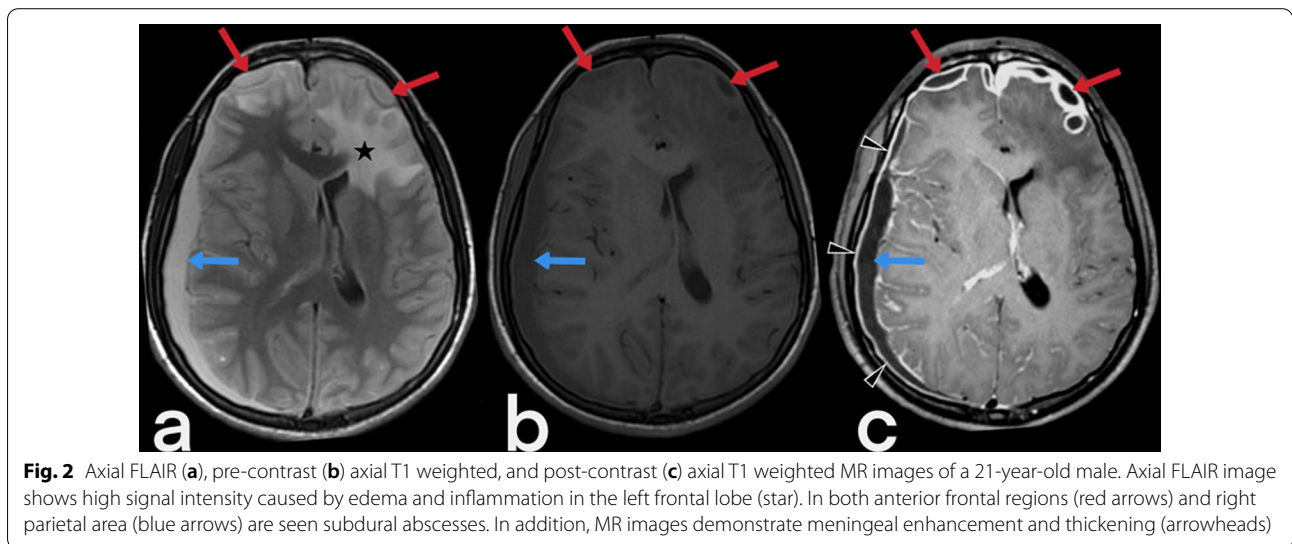 a
b
c
Fig. 2 Axial FLAIR (a), pre-contrast (b) axial T1 weighted, and post-contrast (c) axial T1 weighted MR images of a 21-year-old male. Axial FLAIR image
shows high signal intensity caused by edema and inflammation in the left frontal lobe (star). In both anterior frontal regions (red arrows) and right
parietal area (blue arrows) are seen subdural abscesses. In addition, MR images demonstrate meningeal enhancement and thickening (arrowheads)